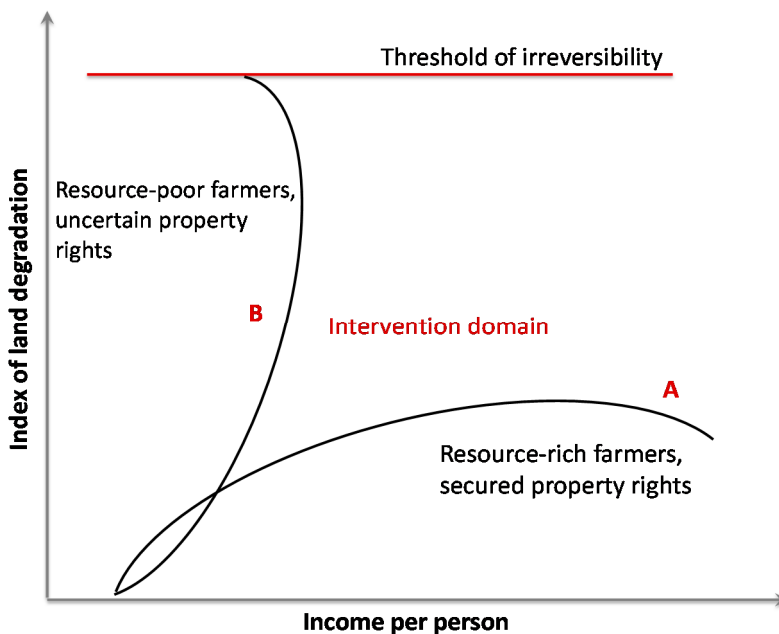 Threshold of irreversibility
Index of land degradation
Resource-poor farmers,
uncertain property
rights
B
Intervention domain
A
Resource-rich farmers,
secured property rights
Income per person